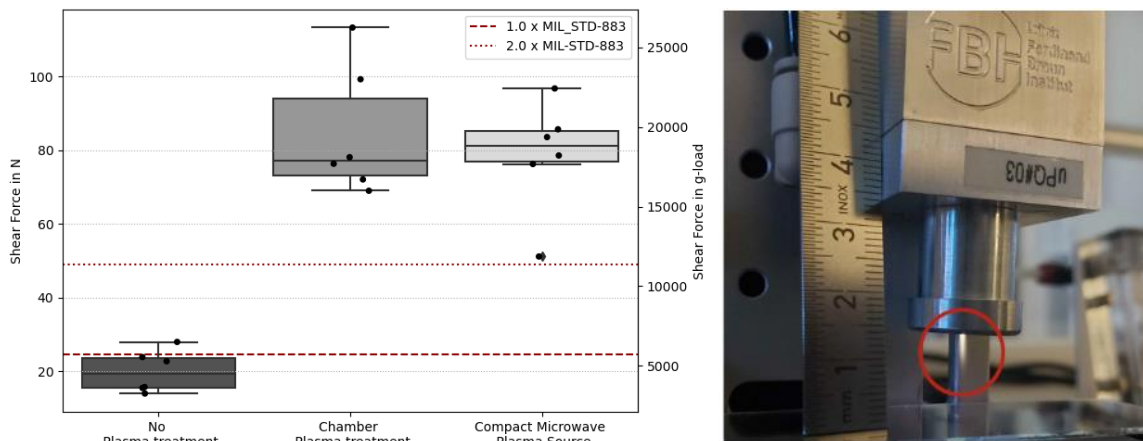 Shear Force in N
100
80
60
40
20
1.0 x MIL_STD-883
2.0 x MIL-STD-883
25000
20000
15000
10000
5000
Shear Force in g-load
No
Plasma treatment
Chamber
Plasma treatment
Compact Microwave
Plasma Source
FBH
Ferdinand
Braun
Institut
µPQ#03
6
5
4
INOX
3
2
1
mm